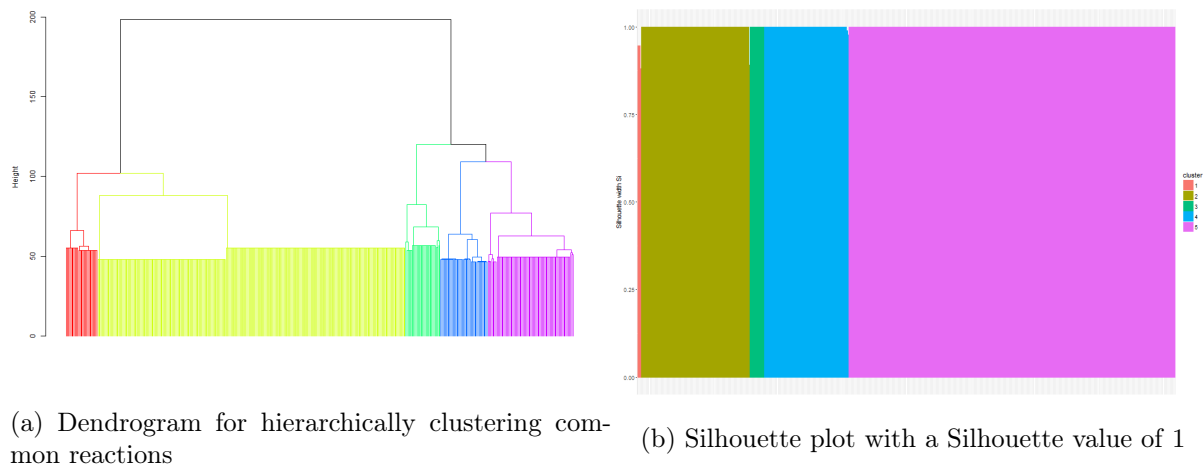 200
150
100
50
0
Height
1.00
0.75
0.50
0.25
0.00
Silhouette width Si
cluster
1
2
3
4
5
(a) Dendrogram for hierarchically clustering com-
mon reactions
(b) Silhouette plot with a Silhouette value of 1